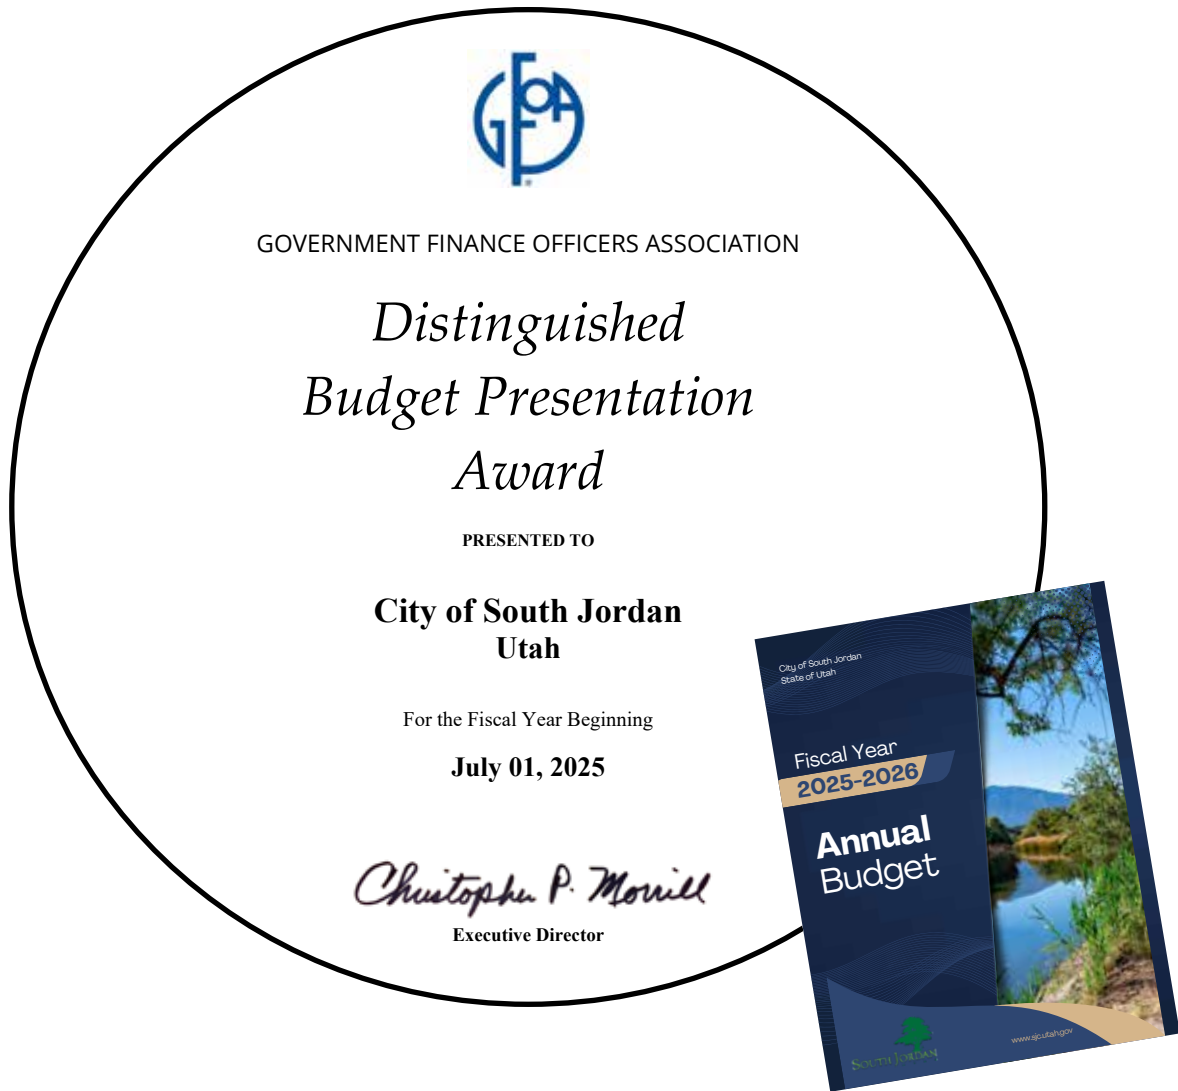 GFOA
GOVERNMENT FINANCE OFFICERS ASSOCIATION
Distinguished
Budget Presentation
Award
PRESENTED TO
City of South Jordan
Utah
For the Fiscal Year Beginning
July 01, 2025
Christopher P. Morrill
Executive Director
City of South Jordan
State of Utah
Fiscal Year
2025-2026
Annual
Budget
SOUTH JORDAN
www.sjc.utah.gov